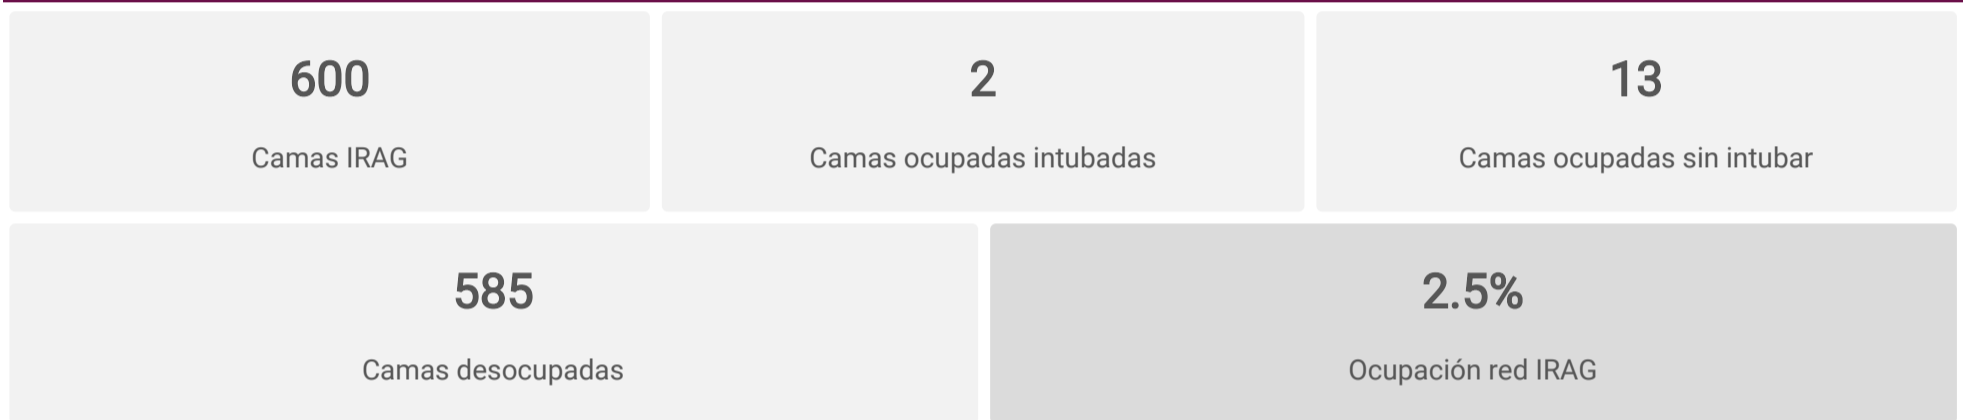 600
Camas IRAG
2
Camas ocupadas intubadas
13
Camas ocupadas sin intubar
585
Camas desocupadas
2.5%
Ocupación red IRAG